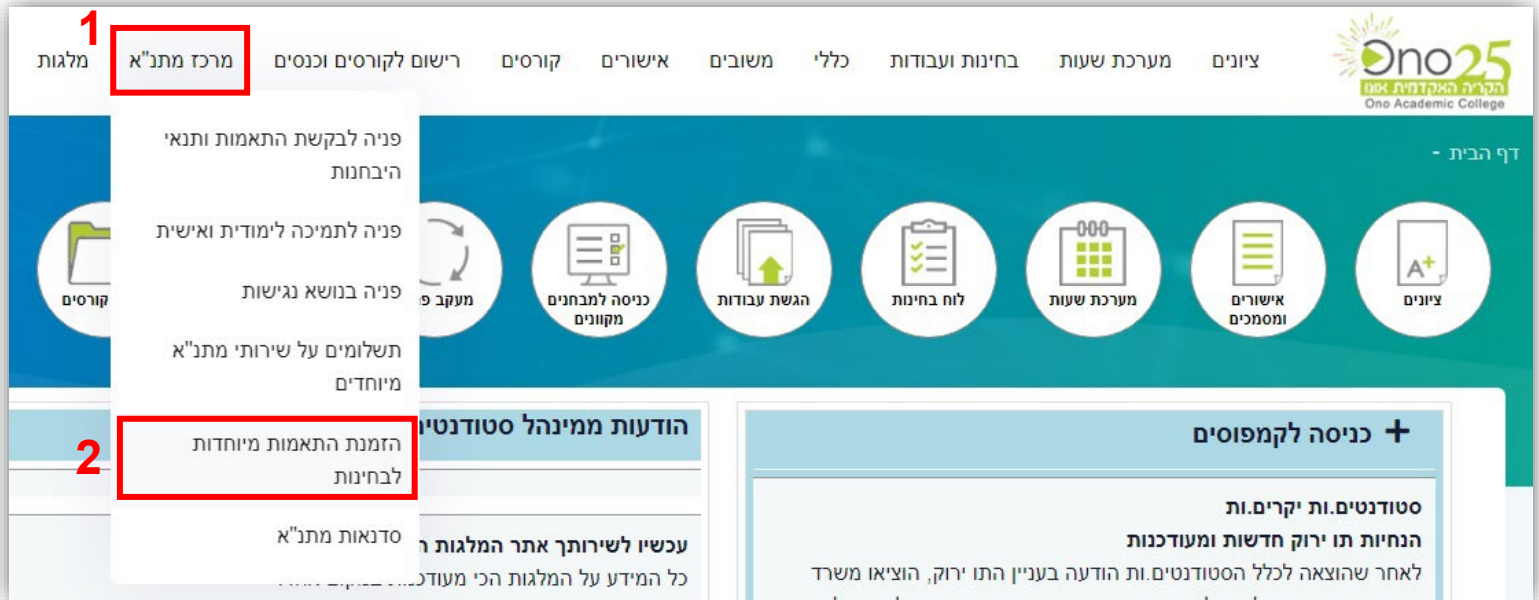 1
Ono25
הקריה האקדמית אונו
Ono Academic College
ציונים
מערכת שעות
בחינות ועבודות
כללי
משובים
אישורים
קורסים
רישום לקורסים וכנסים
מרכז מתנ"א
מלגות
דף הבית -
פניה לבקשת התאמות ותנאי
היבחנות
פניה לתמיכה לימודית ואישית
פניה בנושא נגישות
תשלומים על שירותי מתנ"א
מיוחדים
2
הזמנת התאמות מיוחדות
לבחינות
סדנאות מתנ"א
ציונים
אישורים
ומסמכים
מערכת שעות
לוח בחינות
הגשת עבודות
כניסה למבחנים
מקוונים
מעקב
קורסים
+ כניסה לקמפוסים
סטודנטים.ות יקרים.ות
הנחיות תו ירוק חדשות ומעודכנות
לאחר שהוצאה לכלל הסטודנטים.ות הודעה בעניין התו ירוק, הוציאו משרד
הודעות ממינהל
עכשיו לשירותך אתר המלגות
כל המידע על המלגות הכי